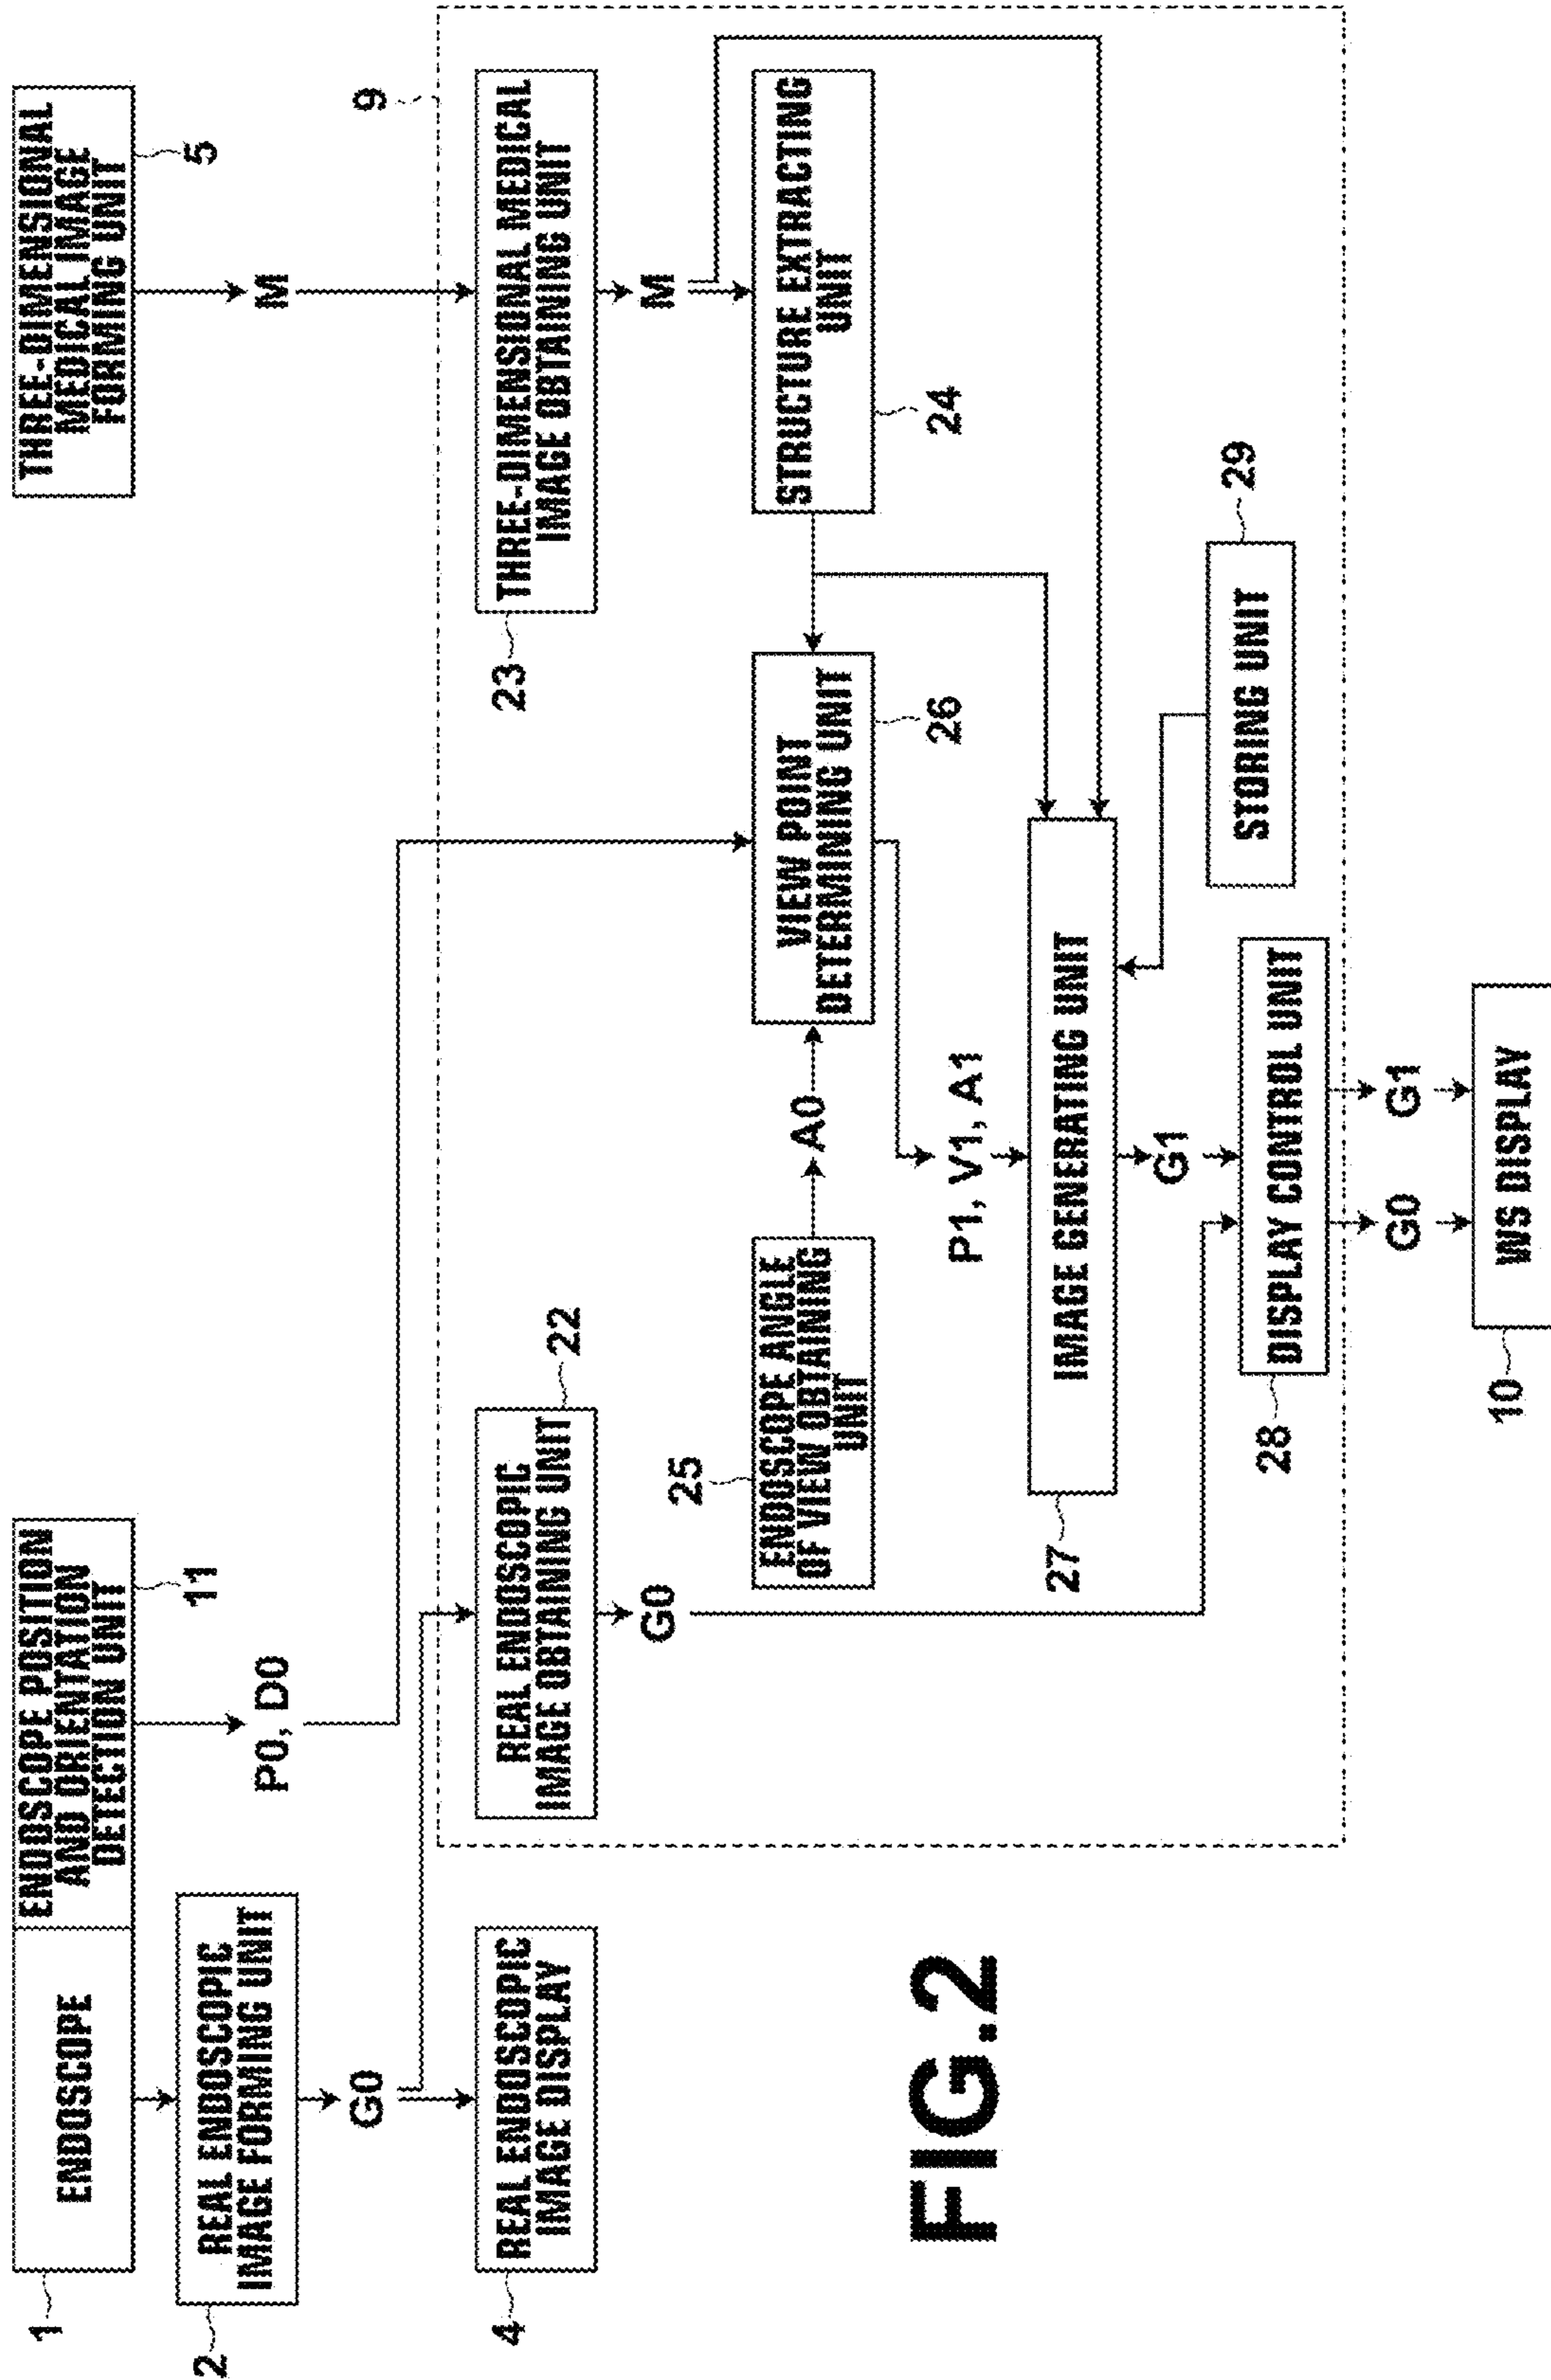 ENDOSCOPE
ENDOSCOPE POSITION
AND ORIENTATION
DETECTION UNIT
THREE-DIMENSIONAL
MEDICAL IMAGE
FORMING UNIT
1
11
5
REAL ENDOSCOPIC
IMAGE FORMING UNIT
2
P0, D0
M
G0
9
REAL ENDOSCOPIC
IMAGE DISPLAY
4
REAL ENDOSCOPIC
IMAGE OBTAINING UNIT
22
THREE-DIMENSIONAL MEDICAL
IMAGE OBTAINING UNIT
23
G0
M
25
ENDOSCOPE ANGLE
OF VIEW OBTAINING
UNIT
A0
VIEW POINT
DETERMINING UNIT
26
STRUCTURE EXTRACTING
UNIT
24
P1, V1, A1
IMAGE GENERATING UNIT
27
G1
STORING UNIT
29
DISPLAY CONTROL UNIT
28
G0
G1
WS DISPLAY
10
FIG.2